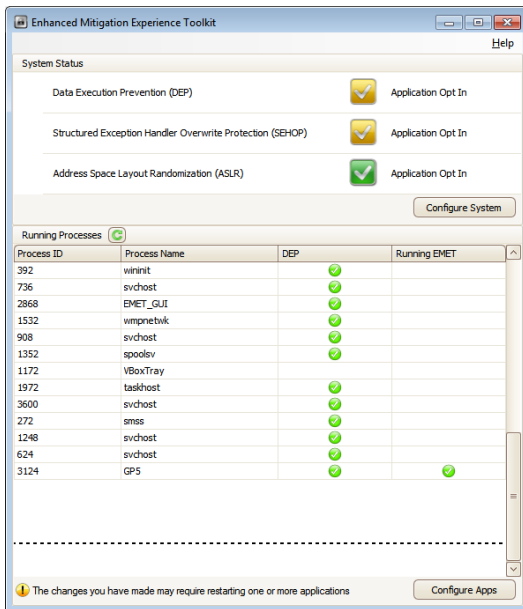 Enhanced Mitigation Experience Toolkit
Help
System Status
Data Execution Prevention (DEP) Application Opt In
Structured Exception Handler Overwrite Protection (SEHOP) Application Opt In
Address Space Layout Randomization (ASLR) Application Opt In
Configure System
Running Processes
Process ID Process Name DEP Running EMET
392 wininit
736 svchost
2868 EMET_GUI
1532 wmpnetwk
908 svchost
1352 spoolsv
1172 VBoxTray
1972 taskhost
3600 svchost
272 smss
1248 svchost
624 svchost
3124 GP5
The changes you have made may require restarting one or more applications
Configure Apps